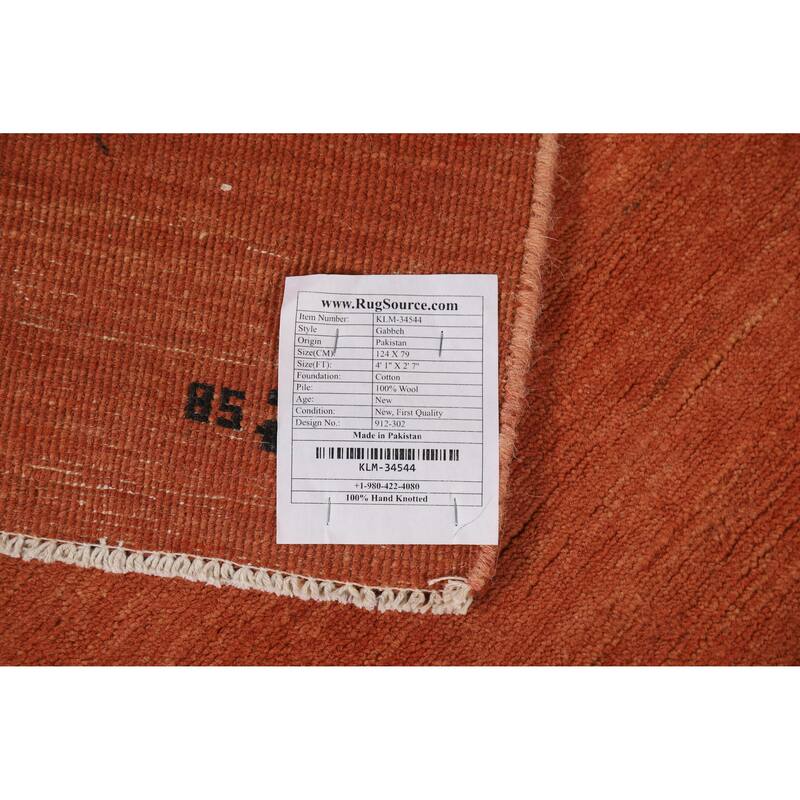 www.RugSource.com
Item Number: KLM-34544
Style Gabbeh
Origin Pakistan
Size(CM) 124 X 79
Size(FT): 4' 1" X 2' 7"
Foundation: Cotton
Pile: 100% Wool
Age: New
Condition: New, First Quality
Design No.: 912-302
Made in Pakistan
KLM-34544
+1-980-422-4080
100% Hand Knotted
85